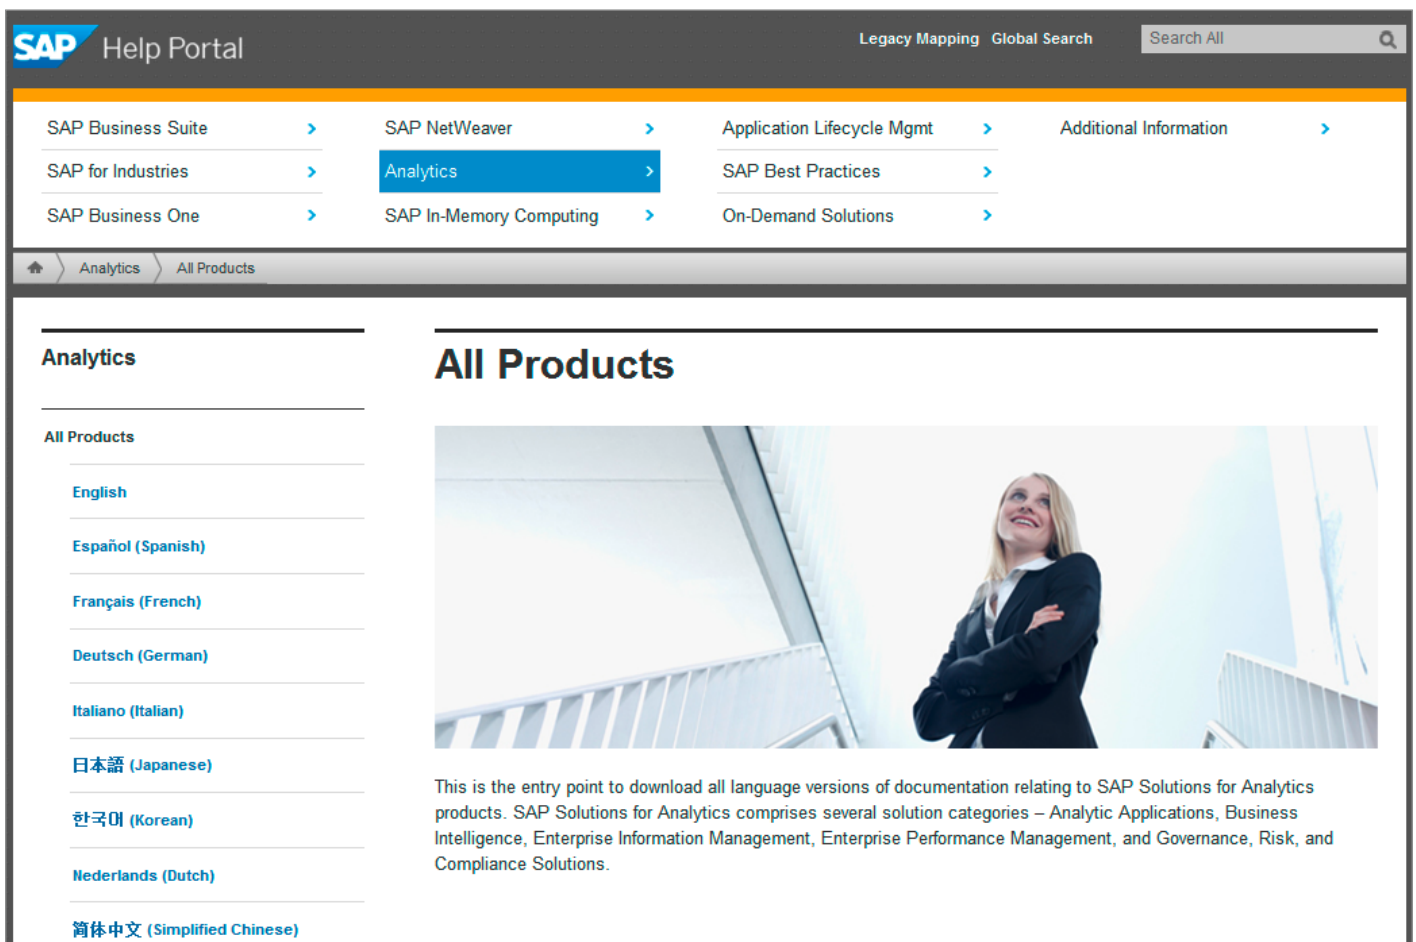 SAP Help Portal
Legacy Mapping Global Search Search All
SAP Business Suite
SAP NetWeaver
Application Lifecycle Mgmt
Additional Information
SAP for Industries
Analytics
SAP Best Practices
SAP Business One
SAP In-Memory Computing
On-Demand Solutions
Analytics All Products
Analytics
All Products
English
Español (Spanish)
Français (French)
Deutsch (German)
Italiano (Italian)
日本語 (Japanese)
한국어 (Korean)
Nederlands (Dutch)
简体中文 (Simplified Chinese)
All Products
This is the entry point to download all language versions of documentation relating to SAP Solutions for Analytics
products. SAP Solutions for Analytics comprises several solution categories – Analytic Applications, Business
Intelligence, Enterprise Information Management, Enterprise Performance Management, and Governance, Risk, and
Compliance Solutions.